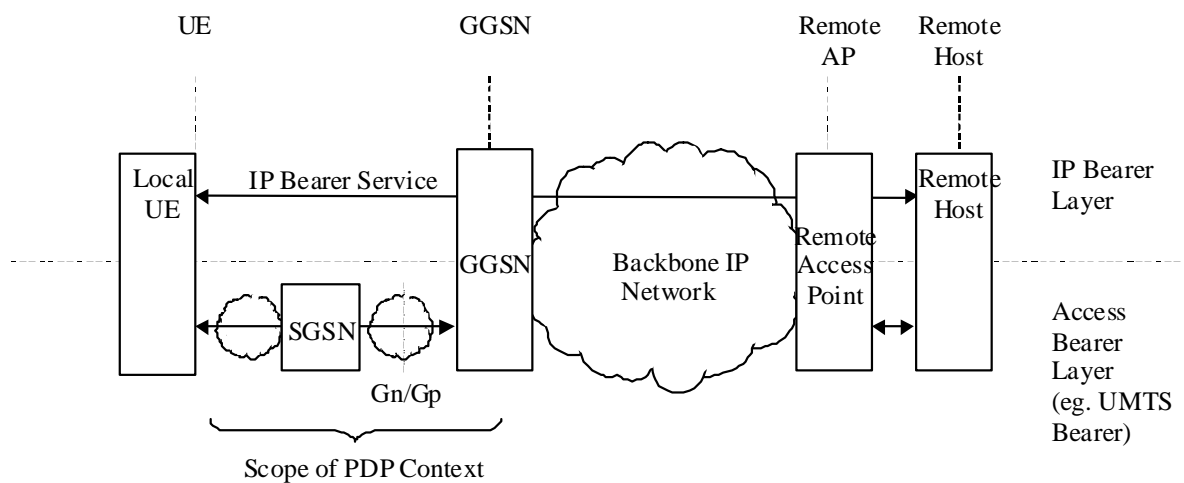 UE
GGSN
Remote
AP
Remote
Host
Local
UE
IP Bearer Service
Remote
Host
IP Bearer
Layer
GGSN
Backbone IP
Network
Remote
Access
Point
SGSN
Gn/Gp
Access
Bearer
Layer
(eg. UMTS
Bearer)
Scope of PDP Context